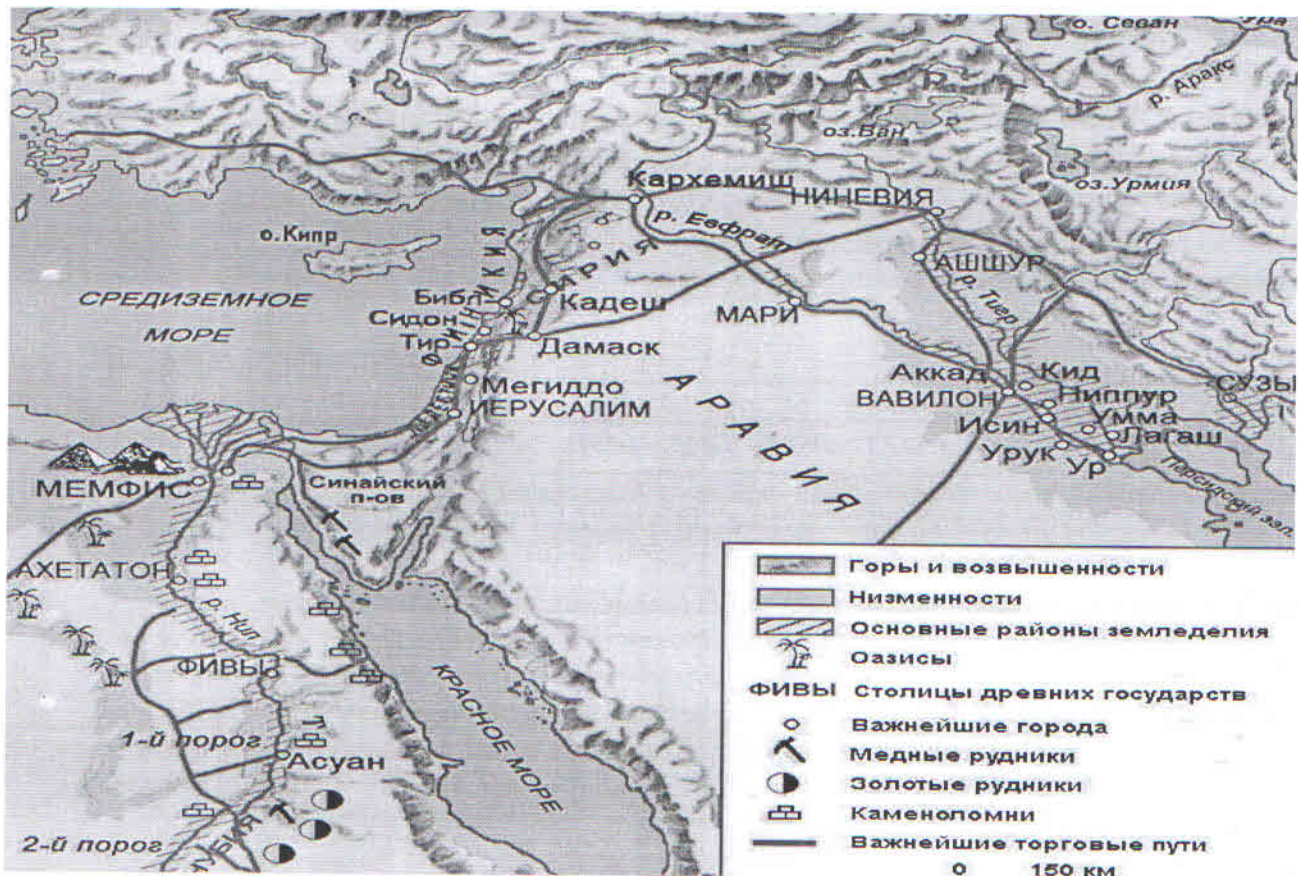 о. Севан
р. Аракс
оз. Ван
оз. Урмия
Кархемиш
НИНЕВИЯ
р. Евфрат
о. Кипр
АШШУР
р. Тигр
СРЕДИЗЕМНОЕ
МОРЕ
ФИНИКИЯ
Библ
Кадеш
МАРИ
Сидон
Тир
Дамаск
АРАВИЯ
Мегиддо
ИЕРУСАЛИМ
Аккад
Кид
ВАВИЛОН
Ниппур
СУЗЫ
Исин
Умма
Лагаш
Урук
Ур
Персидский зал.
МЕМФИС
Синайский
п-ов
АХЕТАТОН
р. Нил
ФИВЫ
КРАСНОЕ МОРЕ
1-й порог
Асуан
2-й порог
Горы и возвышенности
Низменности
Основные районы земледелия
Оазисы
ФИВЫ Столицы древних государств
Важнейшие города
Медные рудники
Золотые рудники
Каменоломни
Важнейшие торговые пути
0 150 км